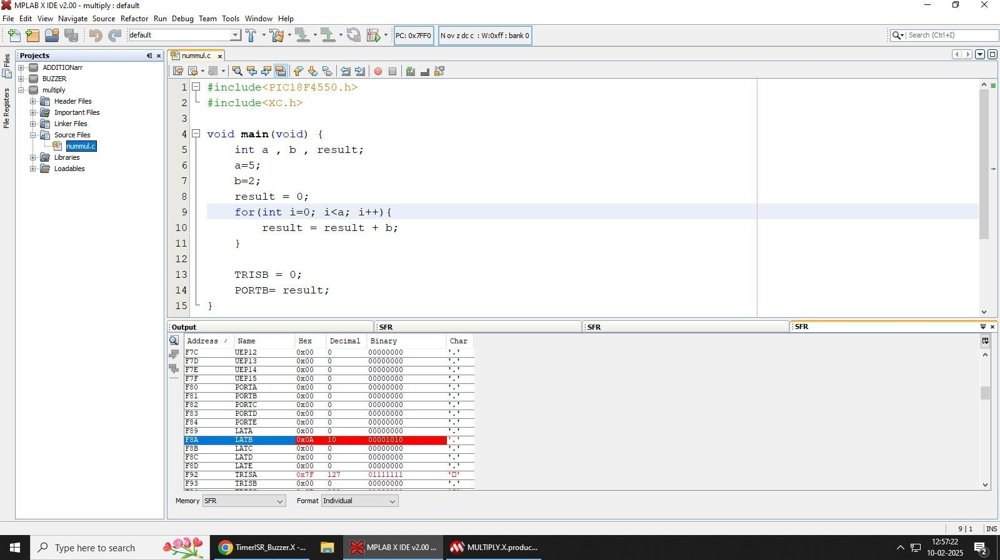 MPLAB X IDE v2.00 - multiply : default
File Edit View Navigate Source Refactor Run Debug Team Tools Window Help
default
PC: 0x7FF0
N ov z dc c : W:0xff : bank 0
Search (Ctrl+I)
Files
File Registers
Projects
ADDITIONarr
BUZZER
multiply
Header Files
Important Files
Linker Files
Source Files
nummul.c
Libraries
Loadables
nummul.c
1 #include<PIC18F4550.h>
2 #include<XC.h>
3
4 void main(void) {
5 int a , b , result;
6 a=5;
7 b=2;
8 result = 0;
9 for(int i=0; i<a; i++){
10 result = result + b;
11 }
12
13 TRISB = 0;
14 PORTB= result;
15 }
Output SFR SFR SFR
Address / Name Hex Decimal Binary Char
F7C UEP12 0x00 0 00000000 '.'
F7D UEP13 0x00 0 00000000 '.'
F7E UEP14 0x00 0 00000000 '.'
F7F UEP15 0x00 0 00000000 '.'
F80 PORTA 0x00 0 00000000 '.'
F81 PORTB 0x00 0 00000000 '.'
F82 PORTC 0x00 0 00000000 '.'
F83 PORTD 0x00 0 00000000 '.'
F84 PORTE 0x00 0 00000000 '.'
F89 LATA 0x00 0 00000000 '.'
F8A LATB 0x0A 10 00001010 '.'
F8B LATC 0x00 0 00000000 '.'
F8C LATD 0x00 0 00000000 '.'
F8D LATE 0x00 0 00000000 '.'
F92 TRISA 0x7F 127 01111111 '□'
F93 TRISB 0x00 0 00000000 '.'
Memory SFR Format Individual
9 | 1 INS
Type here to search
TimerISR_Buzzer.X -...
MPLAB X IDE v2.00 ...
MULTIPLY.X.produc...
12:57:22
10-02-2025
2